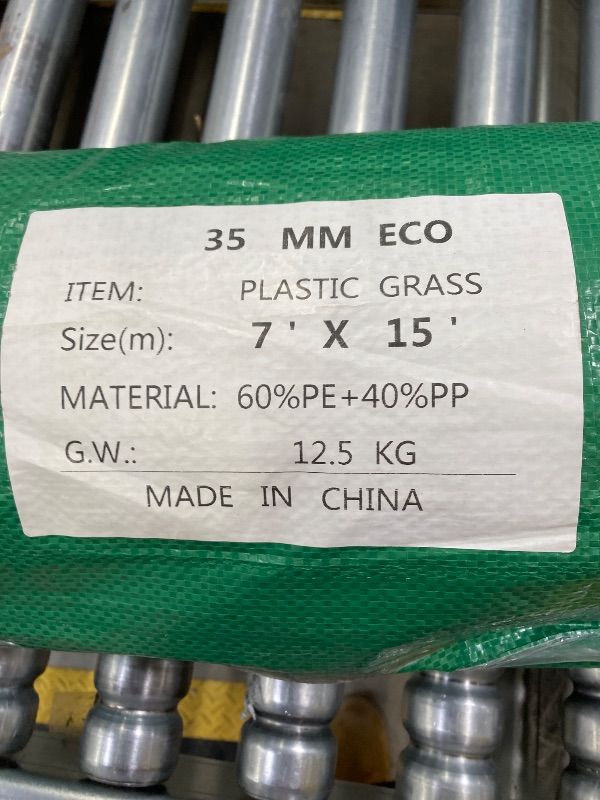 35 MM ECO
ITEM: PLASTIC GRASS
Size(m): 7 ' X 15 '
MATERIAL: 60%PE+40%PP
G.W.: 12.5 KG
MADE IN CHINA